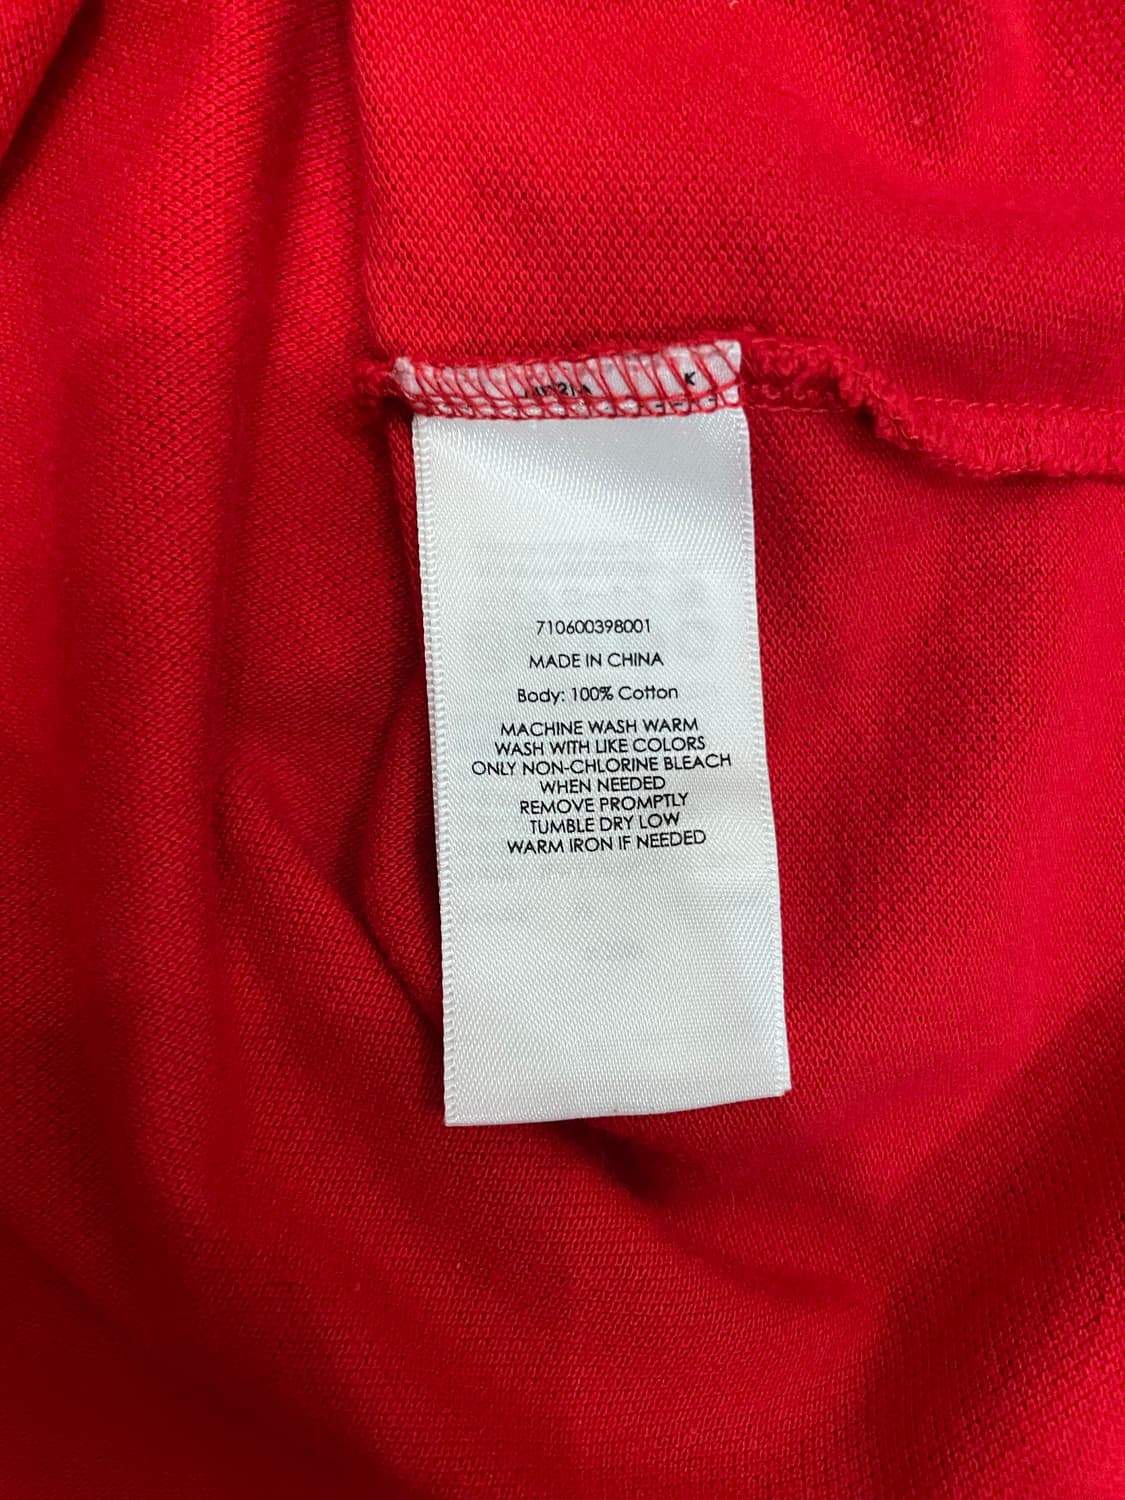 710600398001
MADE IN CHINA
Body: 100% Cotton
MACHINE WASH WARM
WASH WITH LIKE COLORS
ONLY NON-CHLORINE BLEACH
WHEN NEEDED
REMOVE PROMPTLY
TUMBLE DRY LOW
WARM IRON IF NEEDED